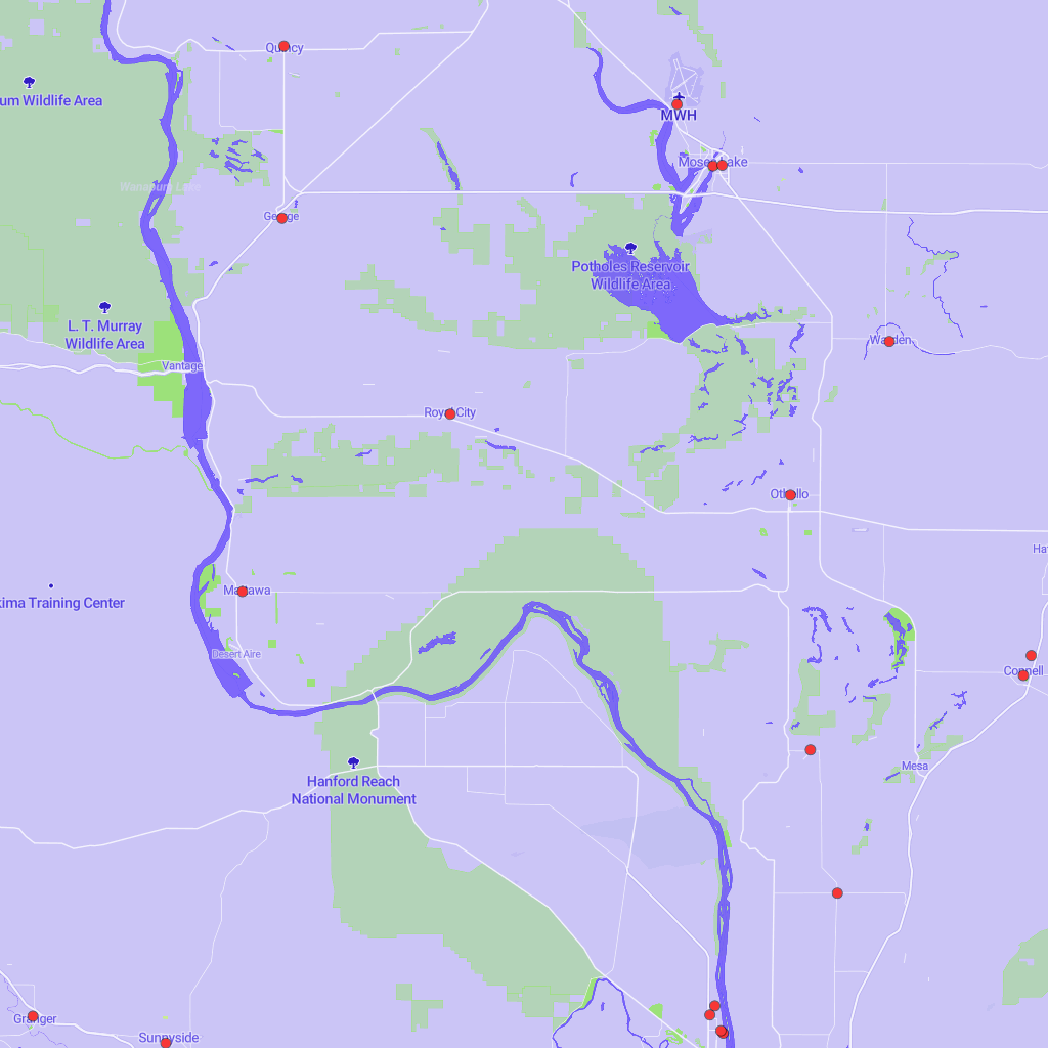 Quincy
um Wildlife Area
MWH
Moses Lake
Wanapum Lake
George
Potholes Reservoir
Wildlife Area
L. T. Murray
Wildlife Area
Warden
Vantage
Royal City
Othello
Ha
kima Training Center
Mattawa
Desert Aire
Connell
Mesa
Hanford Reach
National Monument
Granger
Sunnyside